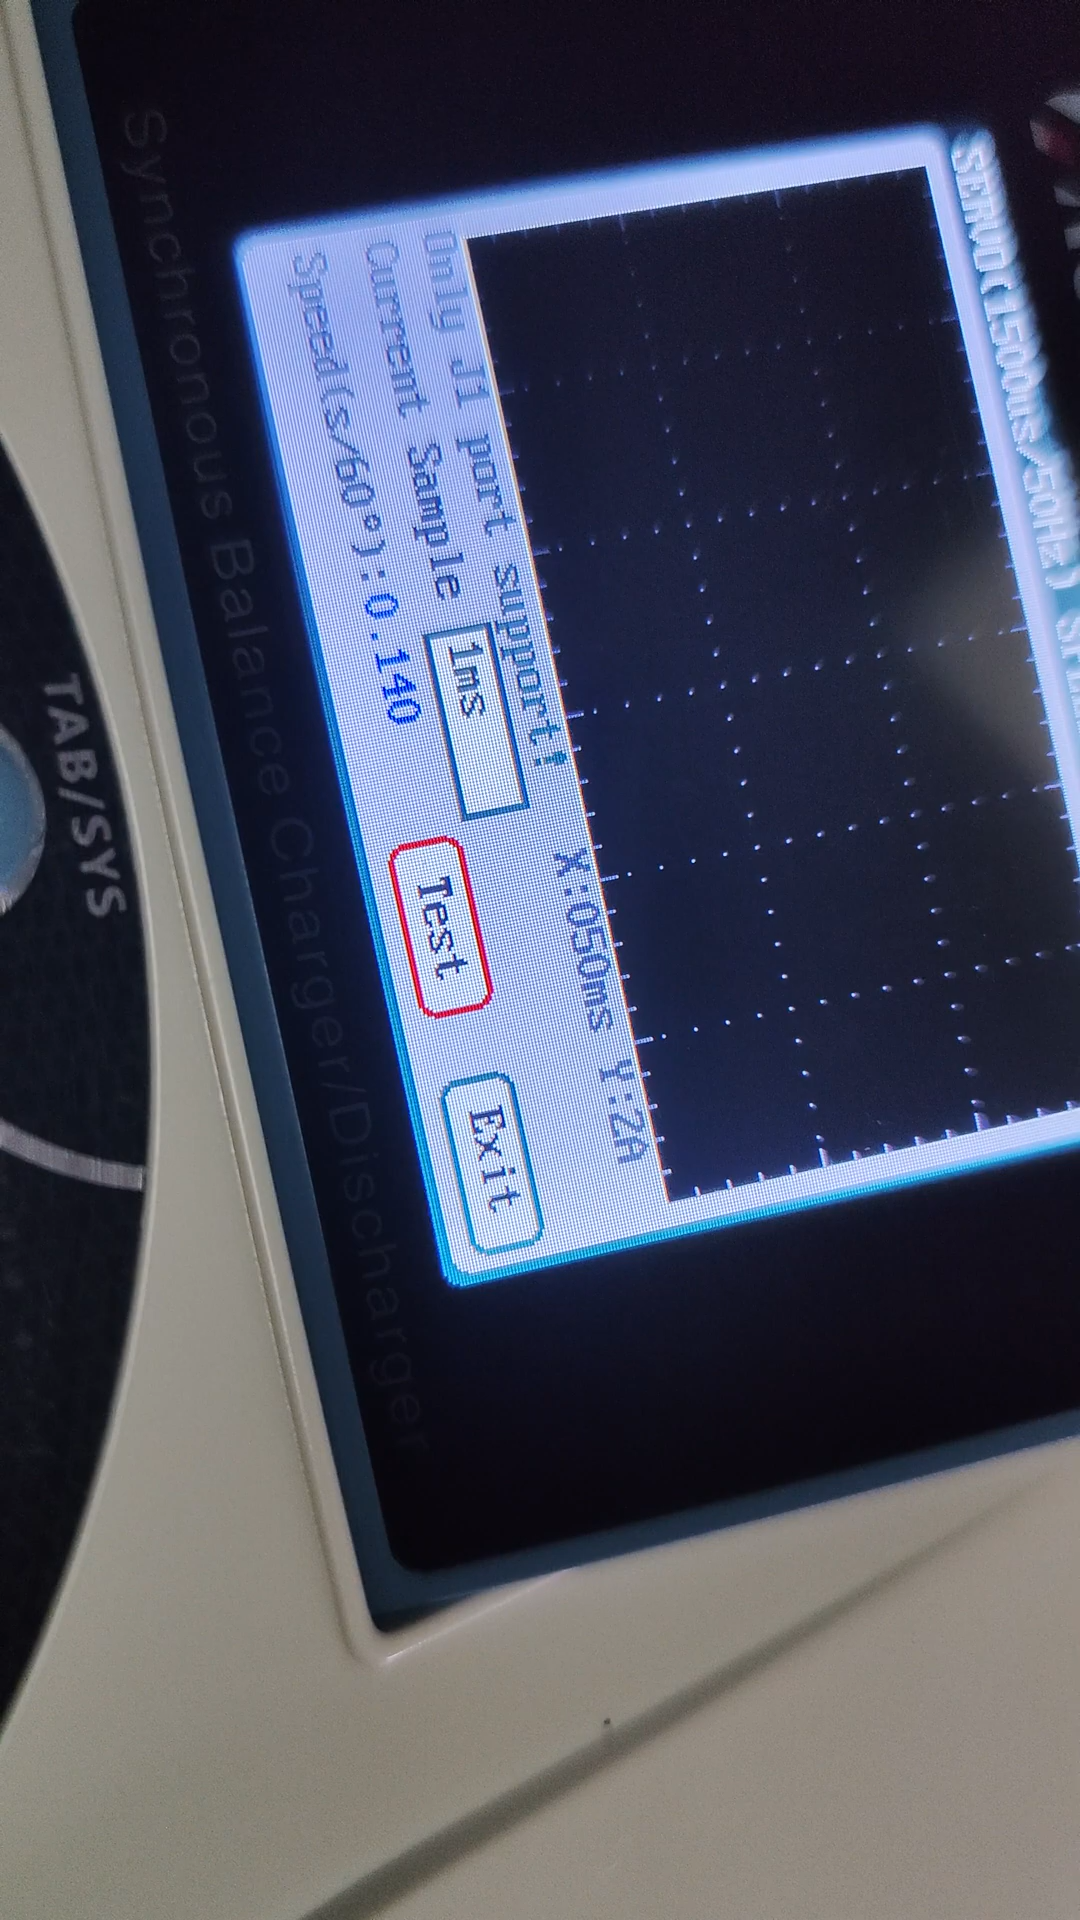 SERVO(1500us/50Hz)
X:050ms Y:2A
Only J1 port support!
Current Sample 1ms
Speed(s/60°):0.140
Test Exit
Synchronous Balance Charger/Discharger
TAB/SYS